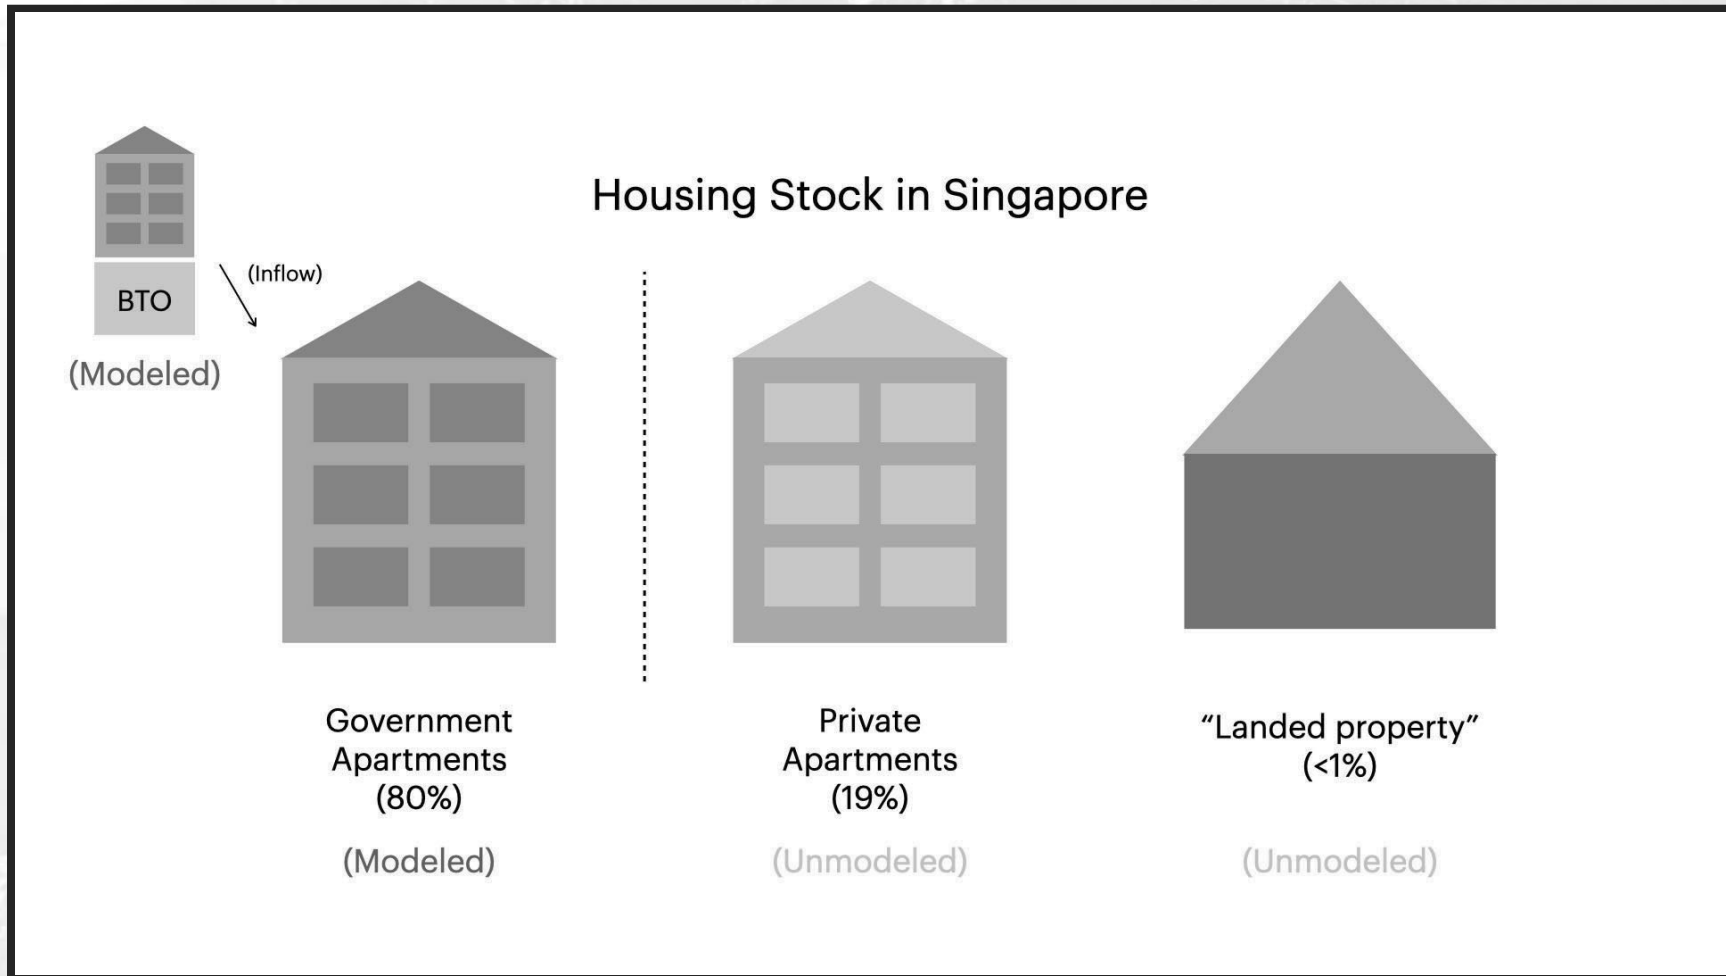 Housing Stock in Singapore
BTO
(Modeled)
(Inflow)
Government
Apartments
(80%)
(Modeled)
Private
Apartments
(19%)
(Unmodeled)
“Landed property”
(<1%)
(Unmodeled)